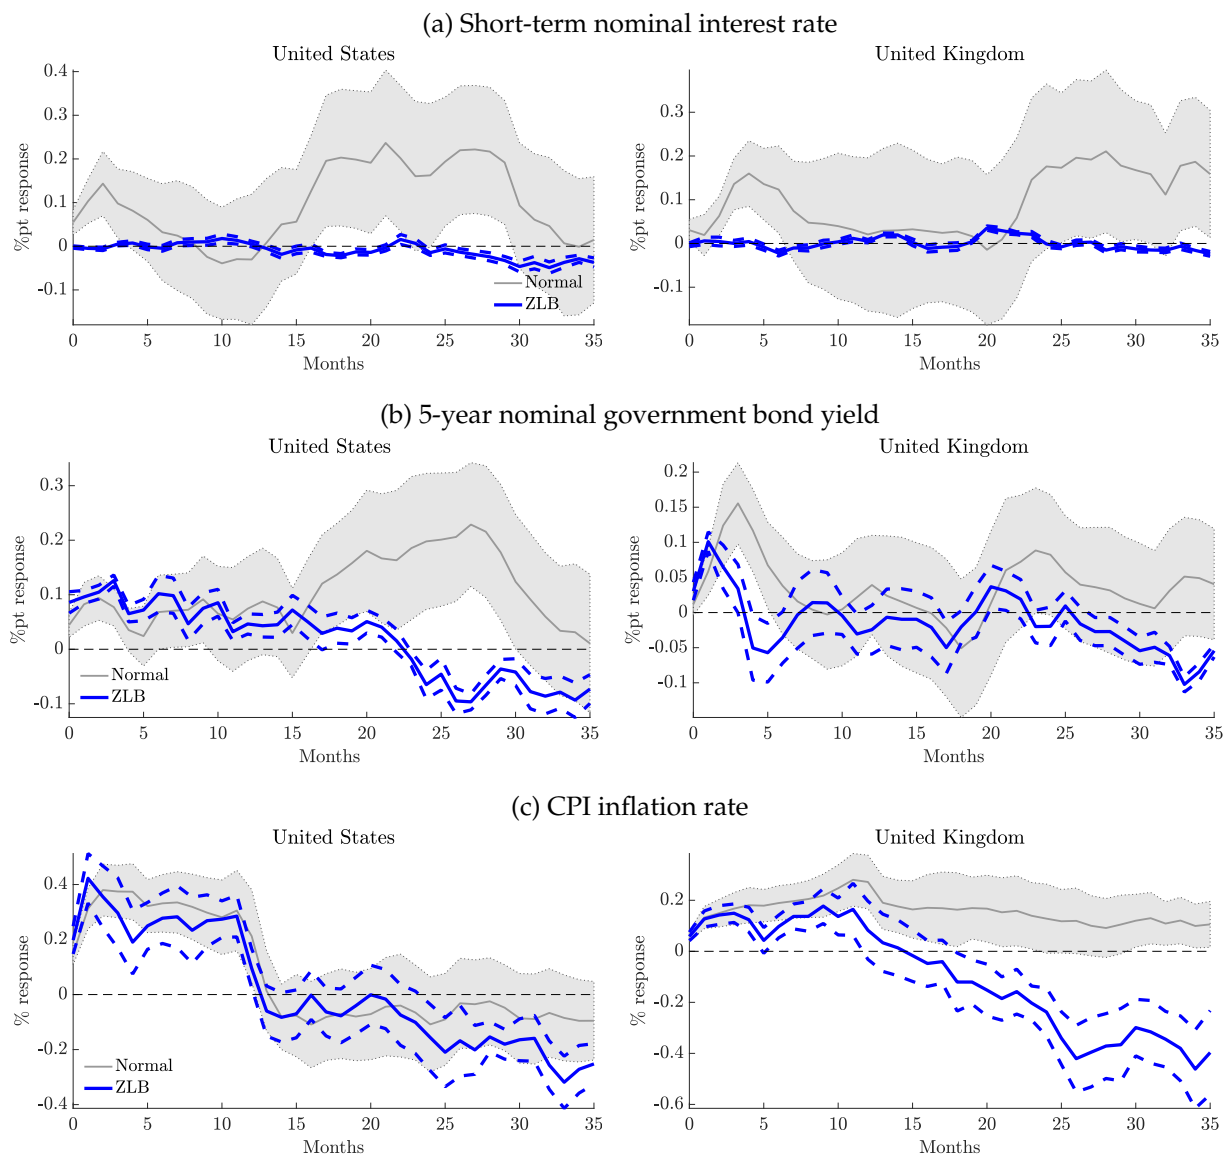 (a) Short-term nominal interest rate
United States
United Kingdom
%pt response
0.4
0.3
0.2
0.1
0
-0.1
Normal
ZLB
0 5 10 15 20 25 30 35
Months
%pt response
0.3
0.2
0.1
0
-0.1
0 5 10 15 20 25 30 35
Months
(b) 5-year nominal government bond yield
United States
United Kingdom
%pt response
0.3
0.2
0.1
0
-0.1
Normal
ZLB
0 5 10 15 20 25 30 35
Months
%pt response
0.2
0.15
0.1
0.05
0
-0.05
-0.1
0 5 10 15 20 25 30 35
Months
(c) CPI inflation rate
United States
United Kingdom
% response
0.4
0.2
0
-0.2
-0.4
Normal
ZLB
0 5 10 15 20 25 30 35
Months
% response
0.2
0
-0.2
-0.4
-0.6
0 5 10 15 20 25 30 35
Months